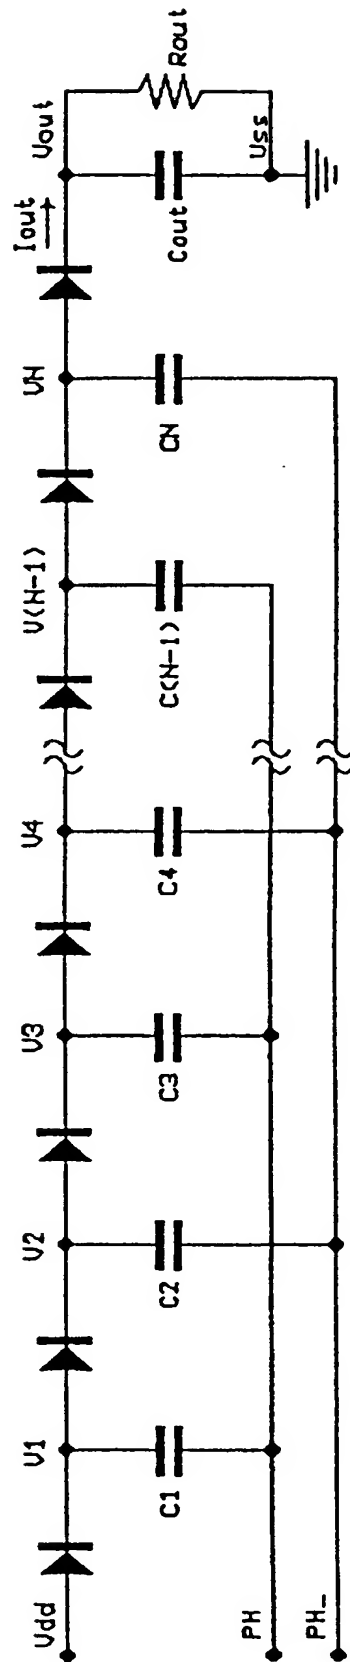 Vdd
V1
V2
V3
V4
V(N-1)
VN
Iout
Vout
C1
C2
C3
C4
C(N-1)
CN
Cout
Rout
PH
Vss
PH_